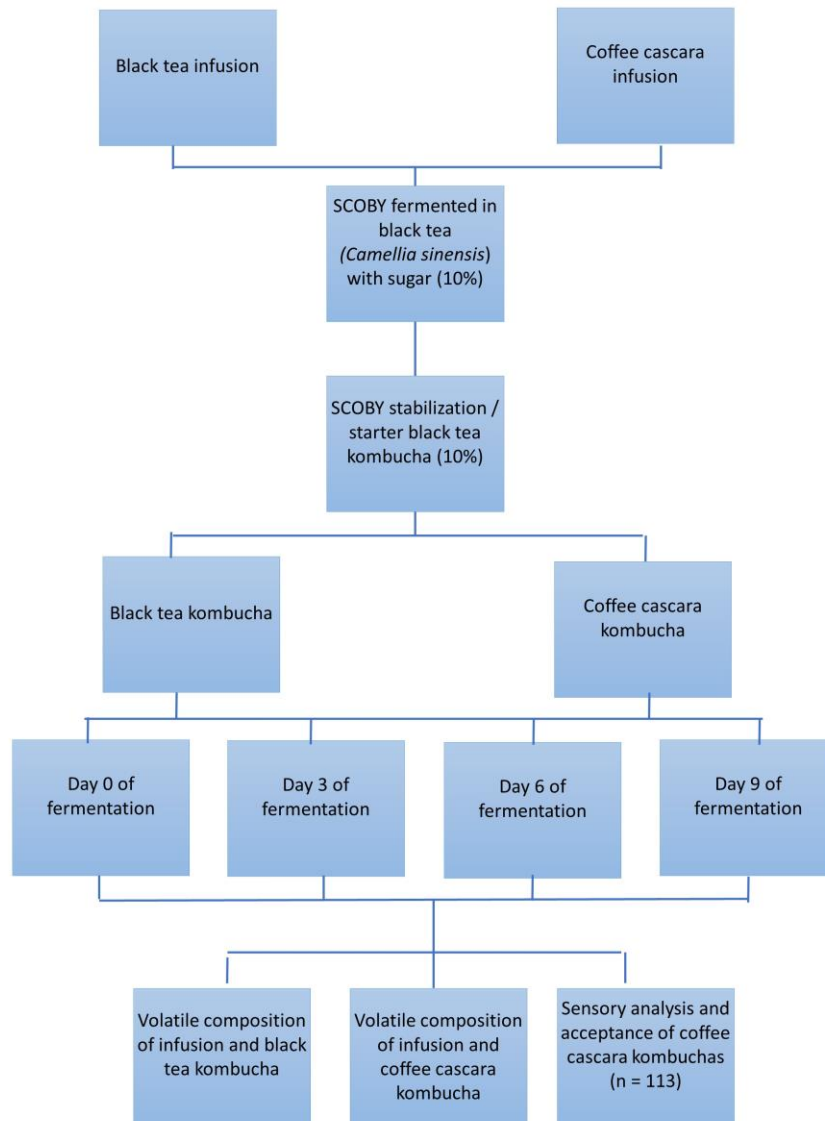 Black tea infusion
Coffee cascara
infusion
SCOBY fermented in
black tea
(Camellia sinensis)
with sugar (10%)
SCOBY stabilization /
starter black tea
kombucha (10%)
Black tea kombucha
Coffee cascara
kombucha
Day 0 of
fermentation
Day 3 of
fermentation
Day 6 of
fermentation
Day 9 of
fermentation
Volatile composition
of infusion and black
tea kombucha
Volatile composition
of infusion and
coffee cascara
kombucha
Sensory analysis and
acceptance of coffee
cascara kombuchas
(n = 113)